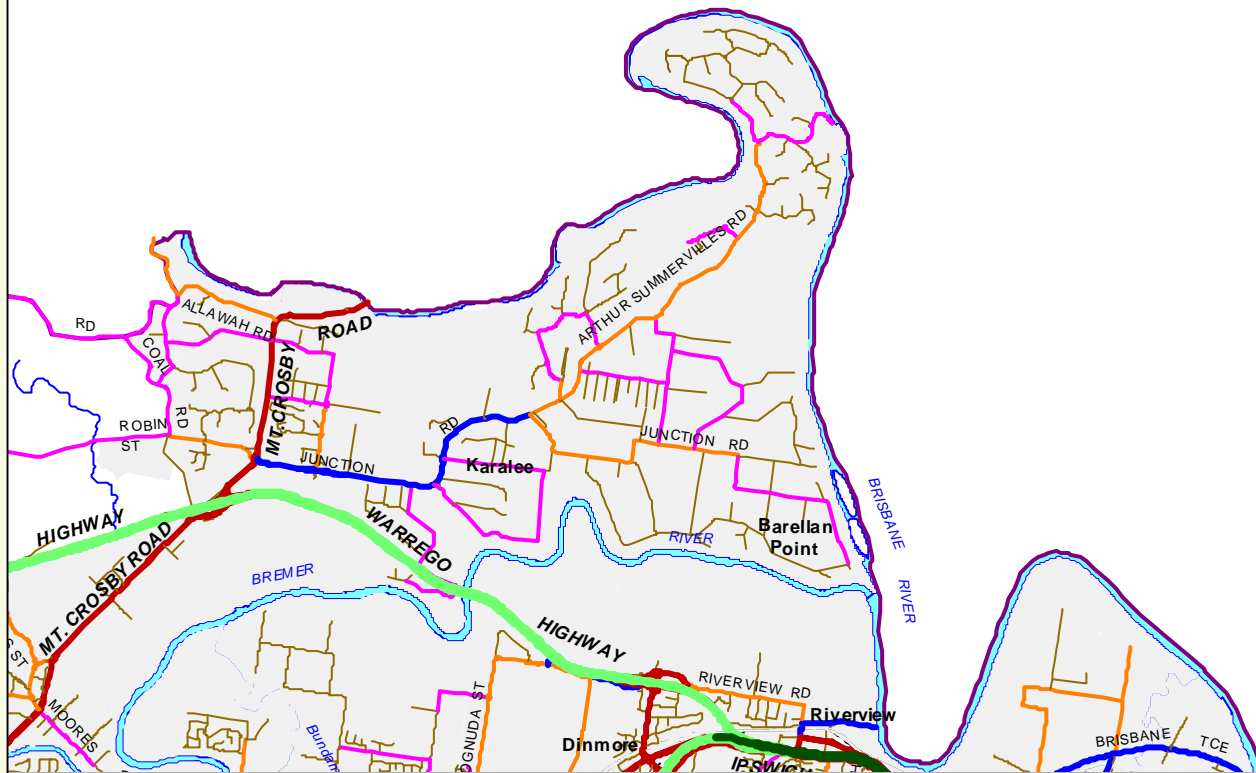 ARTHUR SUMMERVILLES RD
RD
ALLAWAH RD
ROAD
COAL
RD
MT. CROSBY
ROBIN
ST
RD
JUNCTION
JUNCTION RD
Karalee
HIGHWAY
WARREGO
BRISBANE
RIVER
Barellan
Point
RIVER
BREMER
MT. CROSBY ROAD
HIGHWAY
S ST
MOORES
RIVERVIEW RD
OGNUDA ST
Riverview
Dinmore
Bundam
BRISBANE TCE
IPSWICH